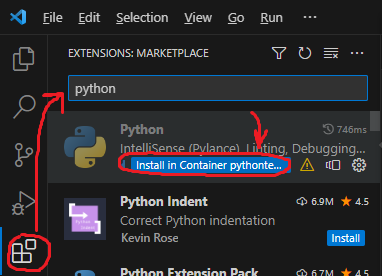 File Edit Selection View Go Run ...
EXTENSIONS: MARKETPLACE
python
Python 746ms
IntelliSense (Pylance), Linting, Debugging...
Install in Container pythonte...
Python Indent 6.9M 4.5
Correct Python indentation
Kevin Rose Install
Python Extension Pack 6.7M 4.5